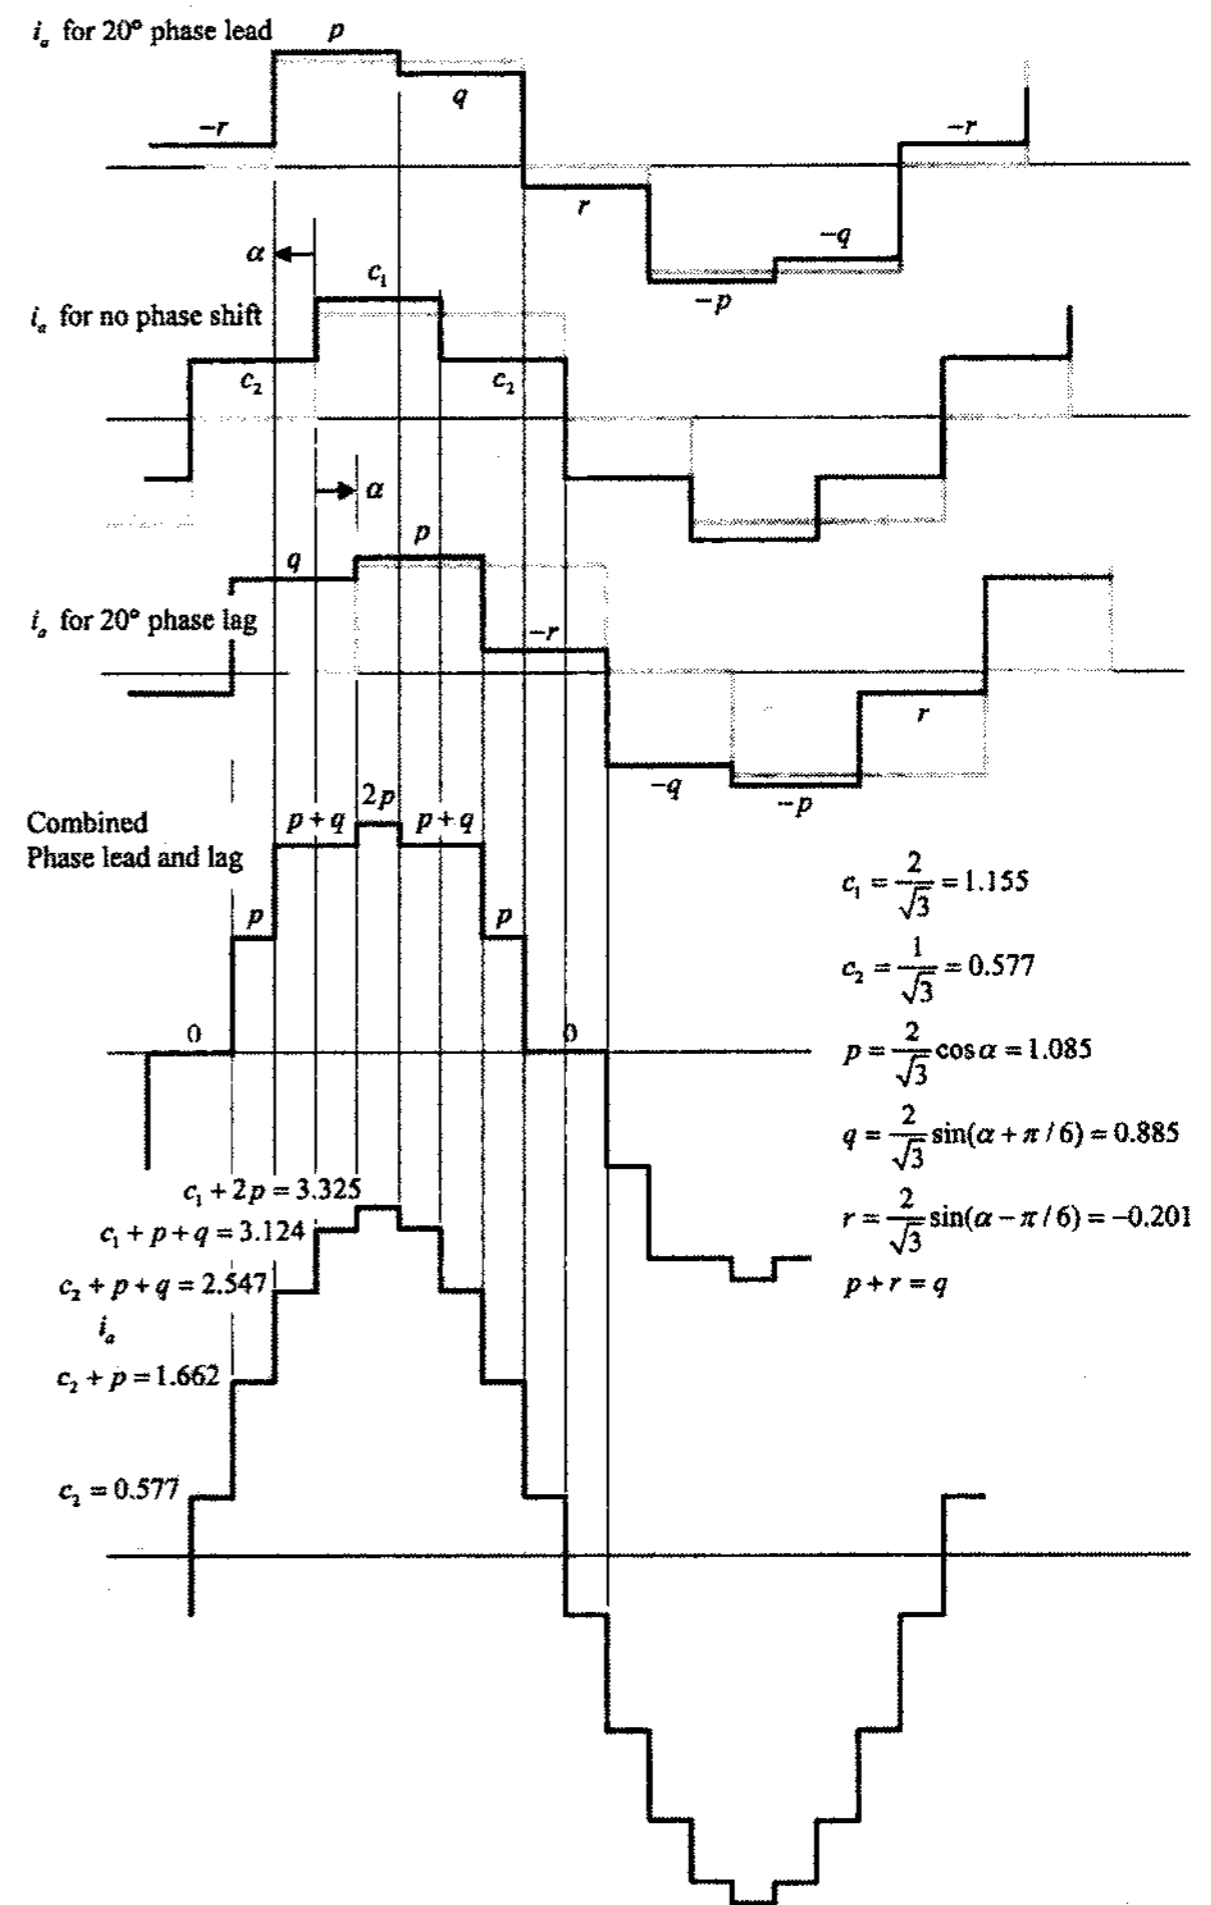 i_a for 20° phase lead
p
q
−r
−r
r
−q
−p
α
c₁
i_a for no phase shift
c₂
c₂
α
p
q
i_a for 20° phase lag
−r
r
−q
−p
2p
Combined
Phase lead and lag
p + q
p + q
p
p
0
0
c₁ = 2/√3 = 1.155
c₂ = 1/√3 = 0.577
p = 2/√3 cos α = 1.085
q = 2/√3 sin(α + π / 6) = 0.885
r = 2/√3 sin(α − π / 6) = −0.201
p + r = q
c₁ + 2p = 3.325
c₁ + p + q = 3.124
c₂ + p + q = 2.547
i_a
c₂ + p = 1.662
c₂ = 0.577